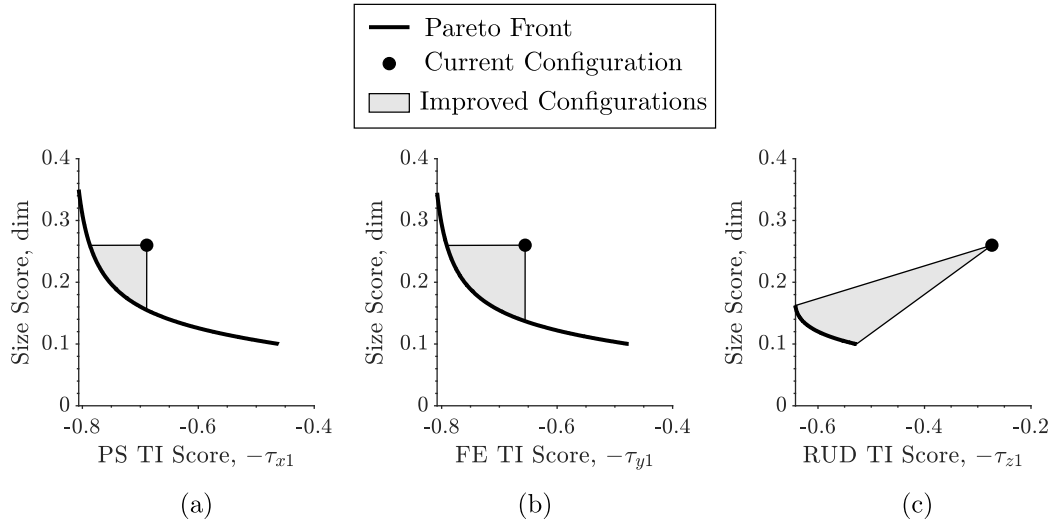 Pareto Front
Current Configuration
Improved Configurations
0.4
0.3
0.2
0.1
0
Size Score, dim
-0.8 -0.6 -0.4
PS TI Score, −τx1
(a)
0.4
0.3
0.2
0.1
0
Size Score, dim
-0.8 -0.6 -0.4
FE TI Score, −τy1
(b)
0.4
0.3
0.2
0.1
0
Size Score, dim
-0.6 -0.4 -0.2
RUD TI Score, −τz1
(c)